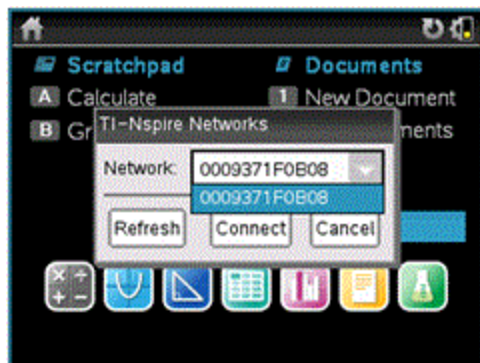 Scratchpad
Documents
A Calculate
1 New Document
B Gr
ments
TI-Nspire Networks
Network: 0009371F0B08
0009371F0B08
Refresh Connect Cancel